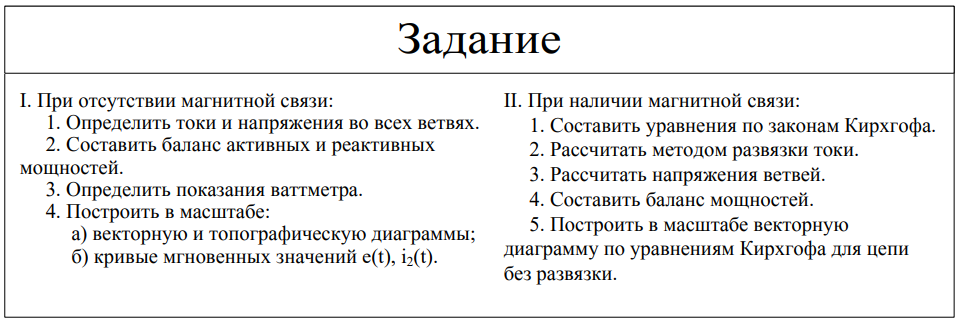 Задание
I. При отсутствии магнитной связи:
1. Определить токи и напряжения во всех ветвях.
2. Составить баланс активных и реактивных
мощностей.
3. Определить показания ваттметра.
4. Построить в масштабе:
а) векторную и топографическую диаграммы;
б) кривые мгновенных значений e(t), i₂(t).
II. При наличии магнитной связи:
1. Составить уравнения по законам Кирхгофа.
2. Рассчитать методом развязки токи.
3. Рассчитать напряжения ветвей.
4. Составить баланс мощностей.
5. Построить в масштабе векторную
диаграмму по уравнениям Кирхгофа для цепи
без развязки.